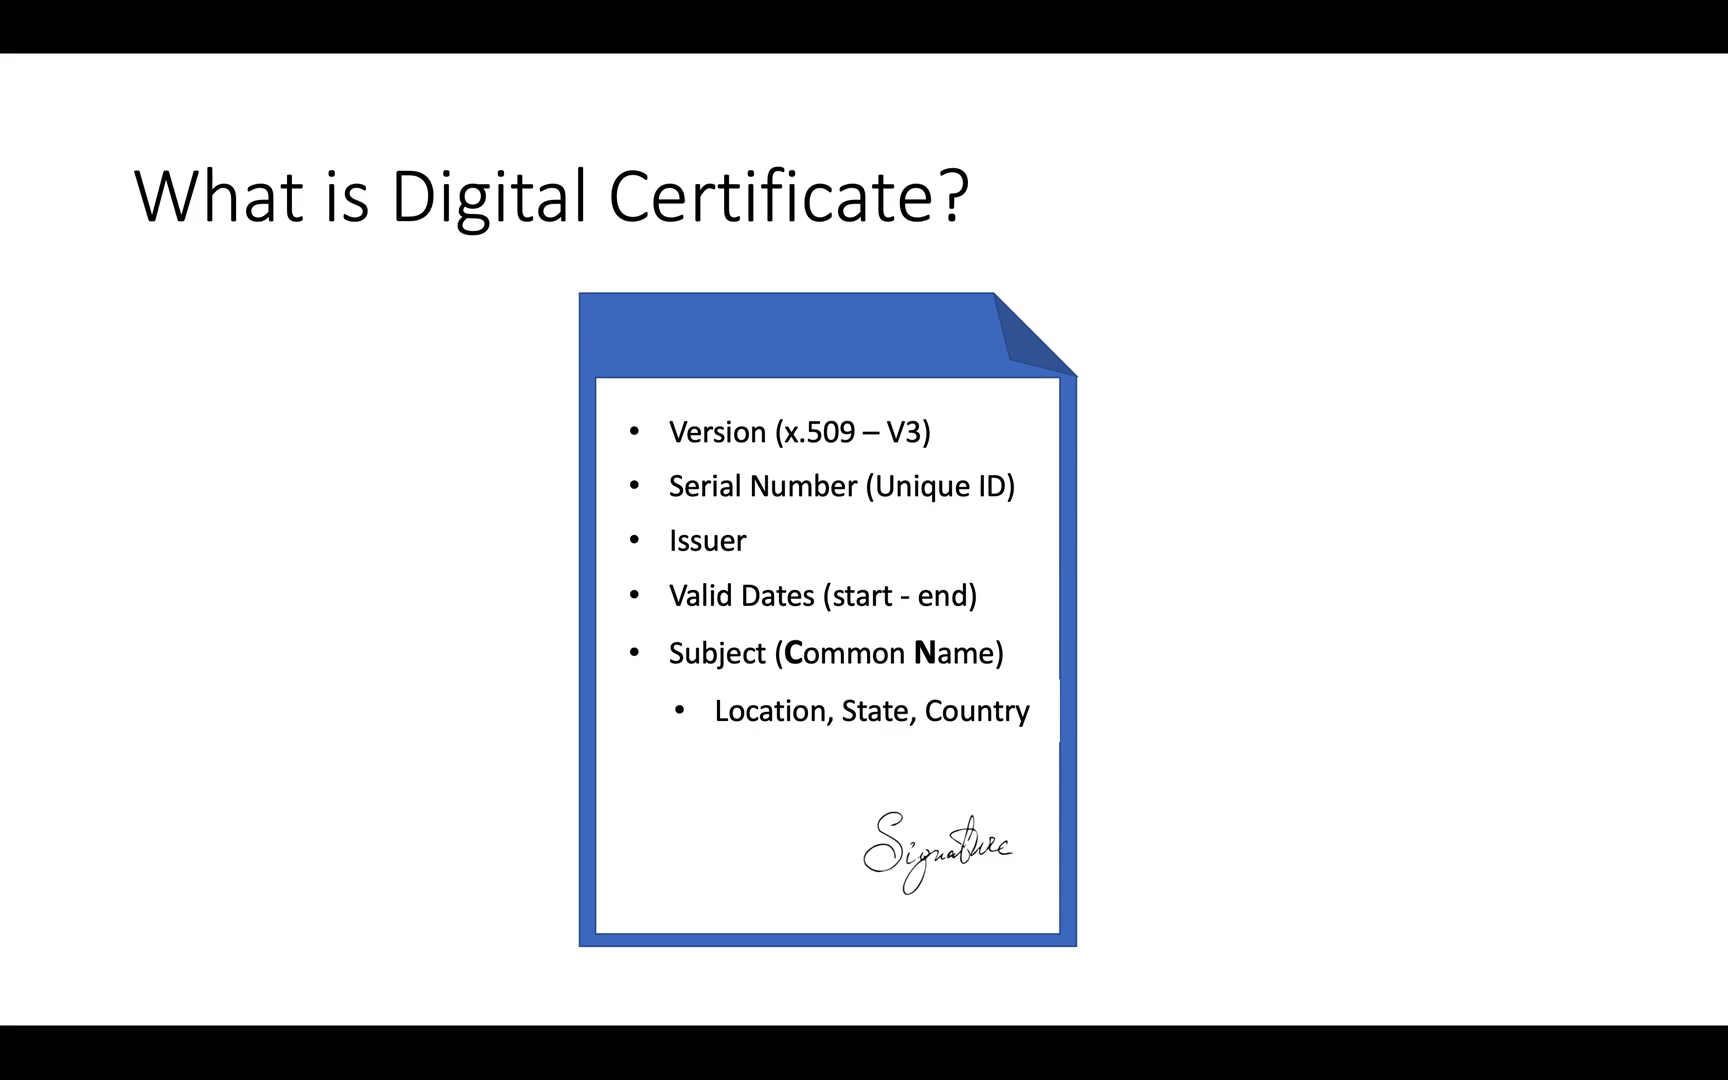 What is Digital Certificate?
• Version (x.509 – V3)
• Serial Number (Unique ID)
• Issuer
• Valid Dates (start - end)
• Subject (Common Name)
• Location, State, Country
Signature